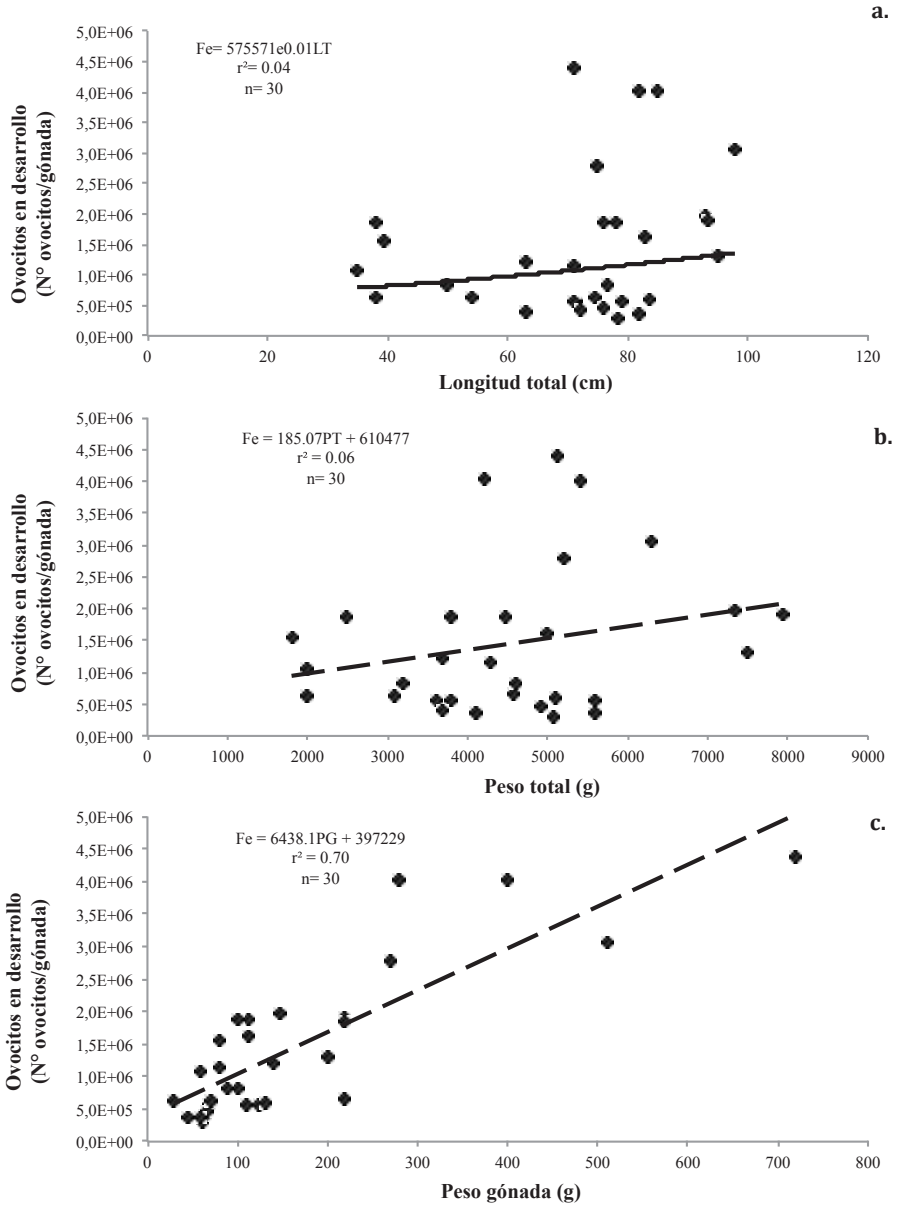 a.
5,0E+06
4,5E+06
4,0E+06
3,5E+06
3,0E+06
2,5E+06
2,0E+06
1,5E+06
1,0E+06
5,0E+05
0,0E+00
Ovocitos en desarrollo
(N° ovocitos/gónada)
Fe= 575571e0.01LT
r²= 0.04
n= 30
0 20 40 60 80 100 120
Longitud total (cm)
b.
5,0E+06
4,5E+06
4,0E+06
3,5E+06
3,0E+06
2,5E+06
2,0E+06
1,5E+06
1,0E+06
5,0E+05
0,0E+00
Ovocitos en desarrollo
(N° ovocitos/gónada)
Fe = 185.07PT + 610477
r² = 0.06
n= 30
0 1000 2000 3000 4000 5000 6000 7000 8000 9000
Peso total (g)
c.
5,0E+06
4,5E+06
4,0E+06
3,5E+06
3,0E+06
2,5E+06
2,0E+06
1,5E+06
1,0E+06
5,0E+05
0,0E+00
Ovocitos en desarrollo
(N° ovocitos/gónada)
Fe = 6438.1PG + 397229
r² = 0.70
n= 30
0 100 200 300 400 500 600 700 800
Peso gónada (g)